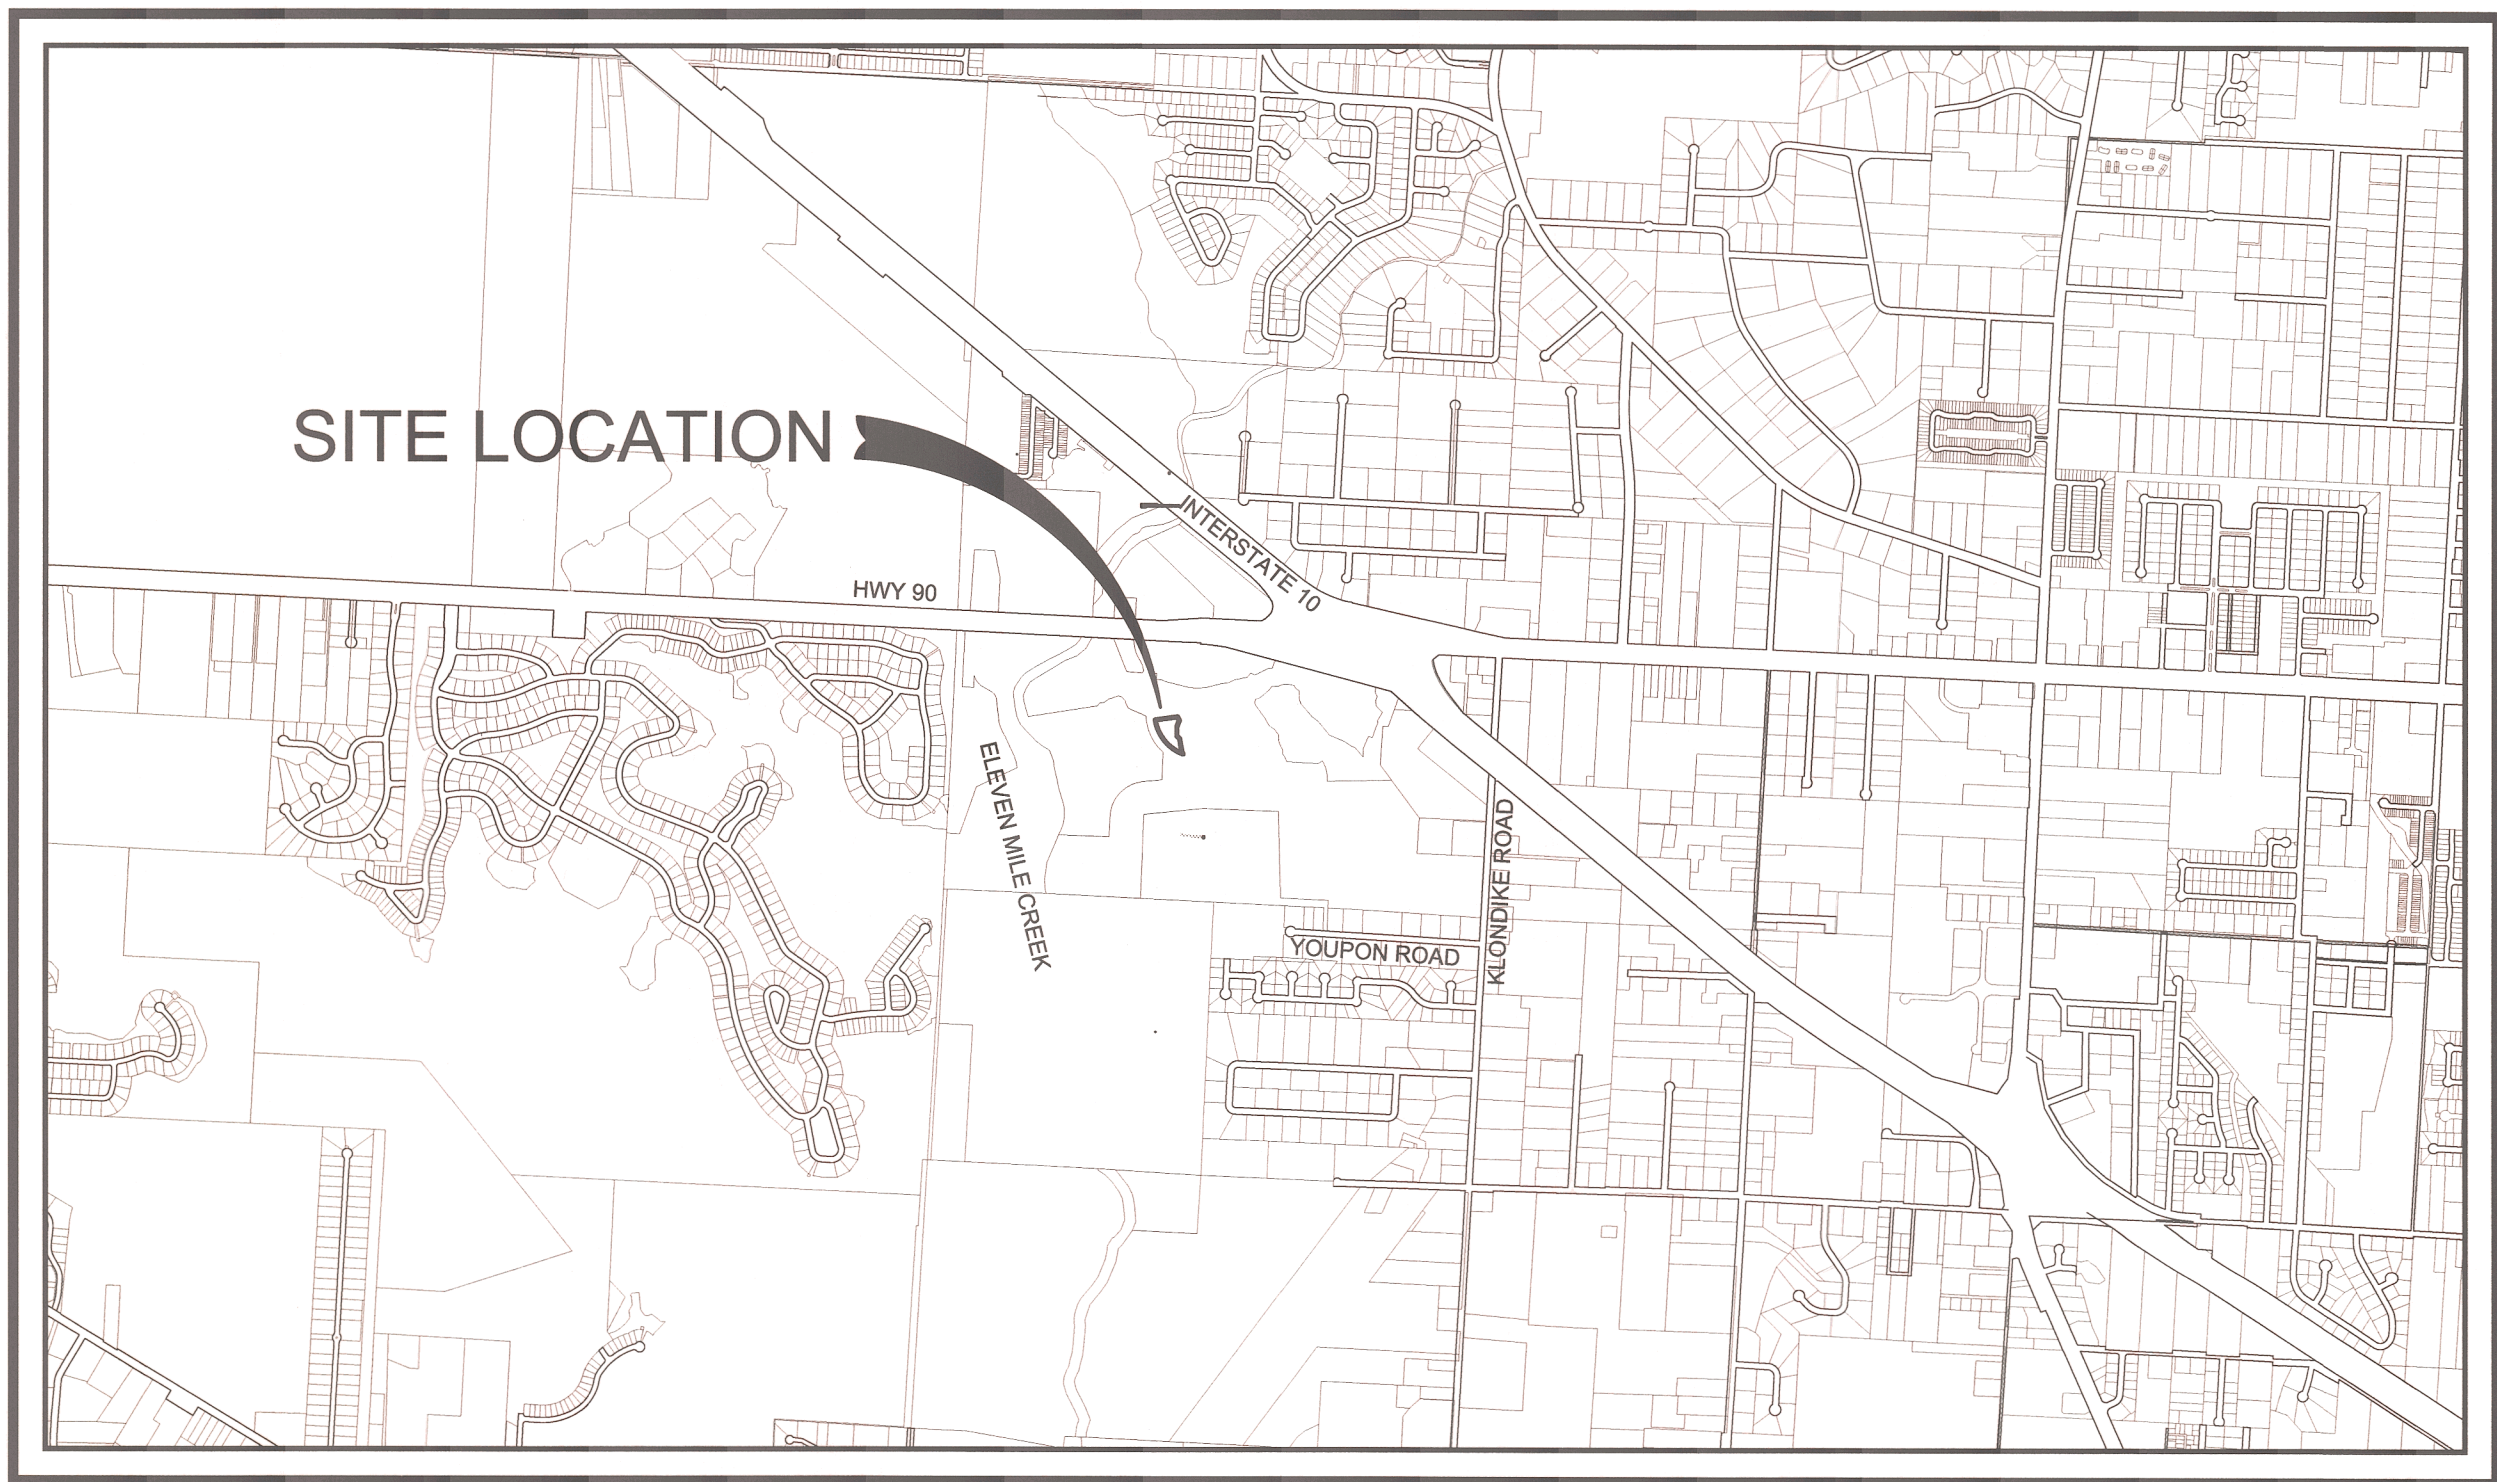 SITE LOCATION
INTERSTATE 10
HWY 90
ELEVEN MILE CREEK
KLONDIKE ROAD
YOUPON ROAD